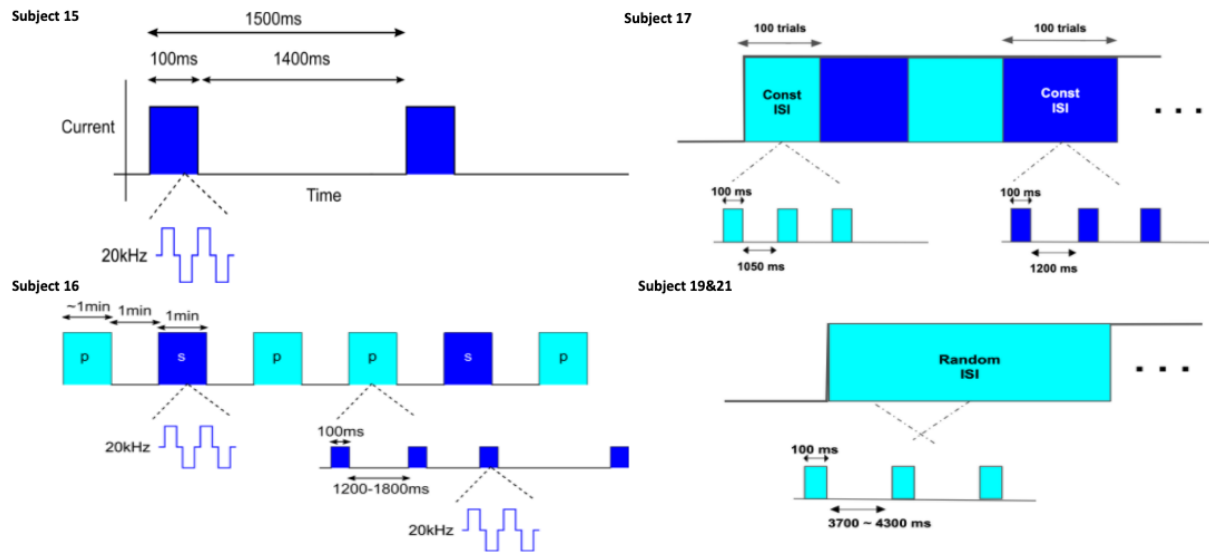 Subject 15
1500ms
100ms
1400ms
Current
Time
20kHz
Subject 17
100 trials
100 trials
Const
ISI
Const
ISI
100 ms
1050 ms
100 ms
1200 ms
Subject 16
~1min
1min
1min
p
s
p
p
s
p
20kHz
100ms
1200-1800ms
20kHz
Subject 19&21
Random
ISI
100 ms
3700 ~ 4300 ms